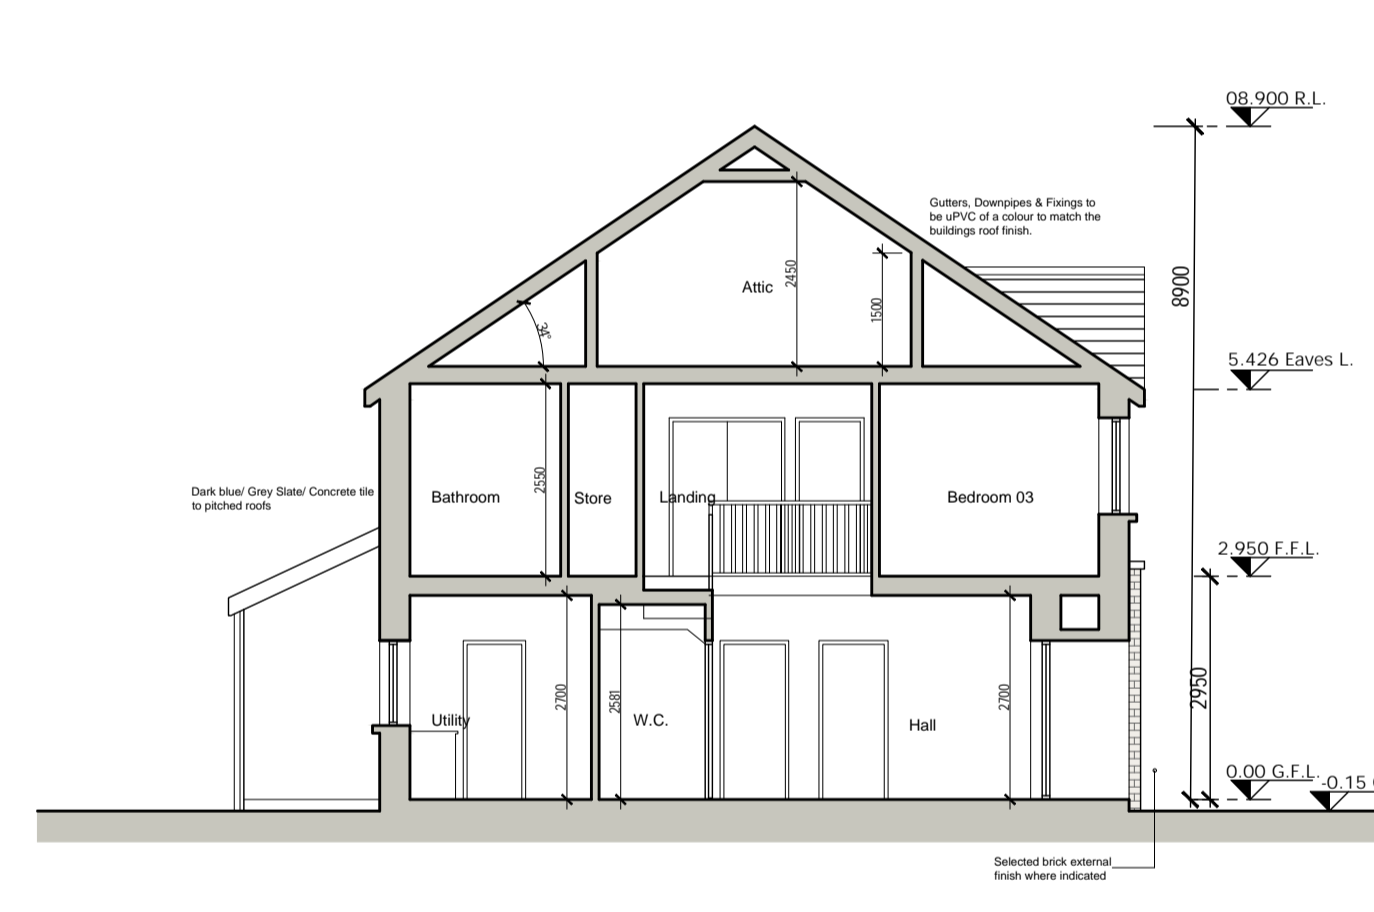 08.900 R.L.
Gutters, Downpipes & Fixings to
be uPVC of a colour to match the
buildings roof finish.
Attic
2450
1500
8900
34°
5.426 Eaves L.
Dark blue/ Grey Slate/ Concrete tile
to pitched roofs
Bathroom
2550
Store
Landing
Bedroom 03
2.950 F.F.L.
Utility
2700
2581
W.C.
2700
Hall
2950
0.00 G.F.L.
-0.15
Selected brick external
finish where indicated